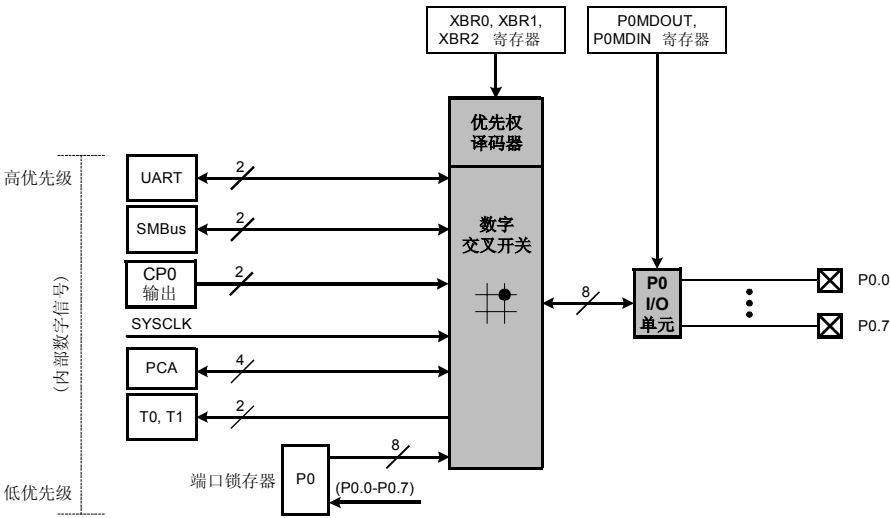 XBR0, XBR1,
XBR2 寄存器
P0MDOUT,
P0MDIN 寄存器
优先权
译码器
高优先级
UART
2
SMBus
2
数字
交叉开关
CP0
输出
2
P0
I/O
单元
8
P0.0
P0.7
(内部数字信号)
SYSCLK
PCA
4
T0, T1
2
端口锁存器
P0
8
(P0.0-P0.7)
低优先级